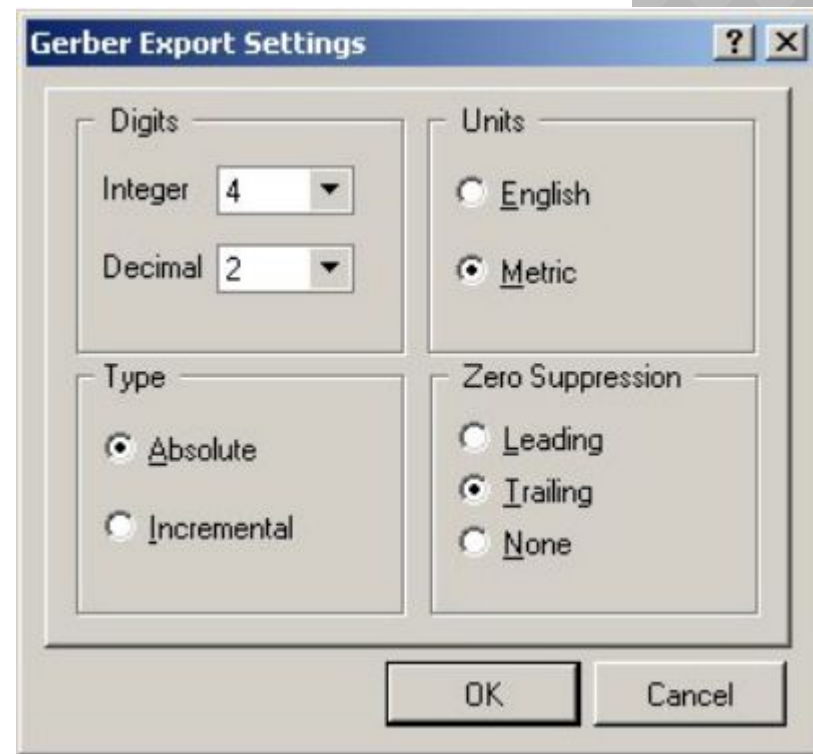 Gerber Export Settings
Digits
Integer 4
Decimal 2
Units
English
Metric
Type
Absolute
Incremental
Zero Suppression
Leading
Trailing
None
OK
Cancel